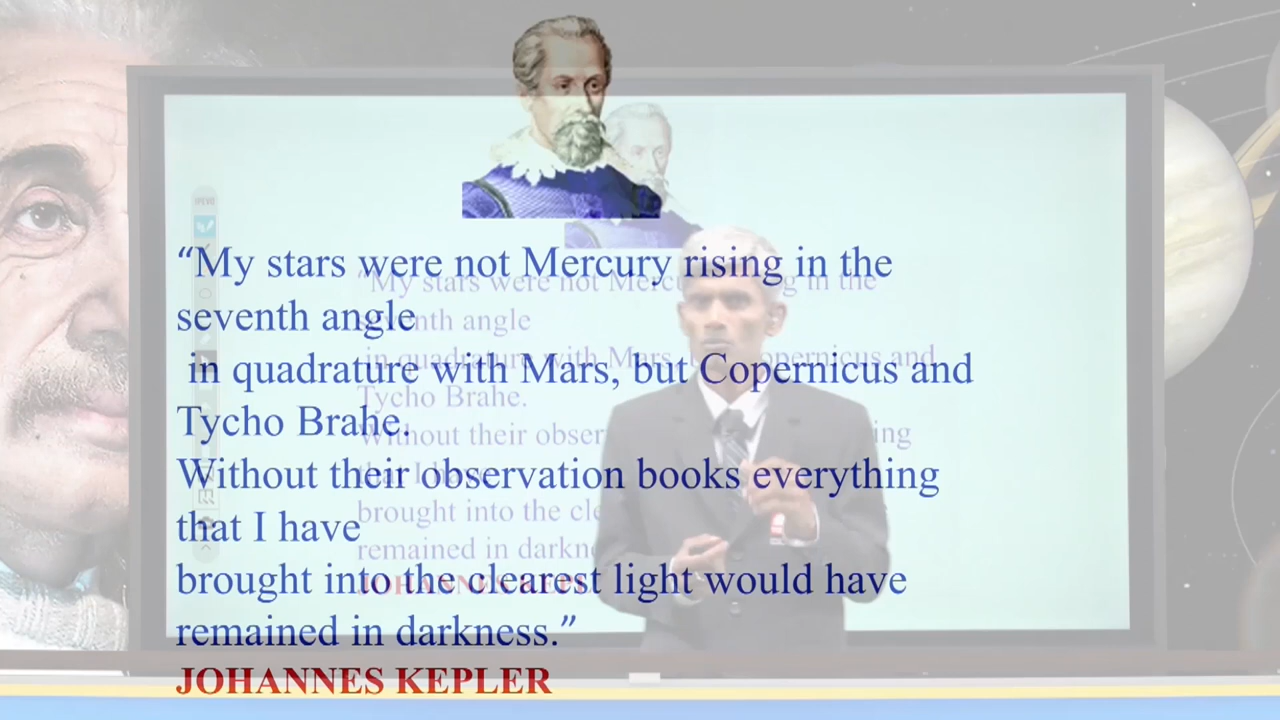 “My stars were not Mercury rising in the
seventh angle
in quadrature with Mars, but Copernicus and
Tycho Brahe.
Without their observation books everything
that I have
brought into the clearest light would have
remained in darkness.”
JOHANNES KEPLER